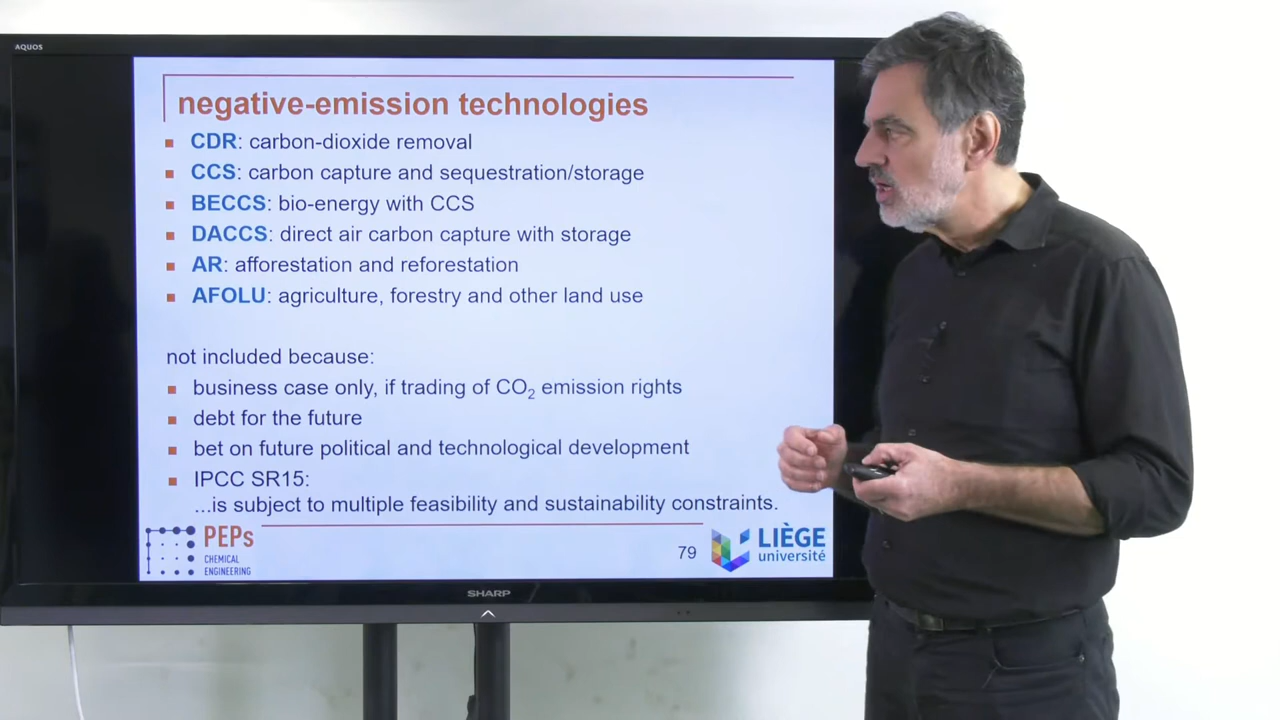 AQUOS
negative-emission technologies
CDR: carbon-dioxide removal
CCS: carbon capture and sequestration/storage
BECCS: bio-energy with CCS
DACCS: direct air carbon capture with storage
AR: afforestation and reforestation
AFOLU: agriculture, forestry and other land use
not included because:
business case only, if trading of CO₂ emission rights
debt for the future
bet on future political and technological development
IPCC SR15:
...is subject to multiple feasibility and sustainability constraints.
PEPs
CHEMICAL
ENGINEERING
79
LIÈGE
université
SHARP